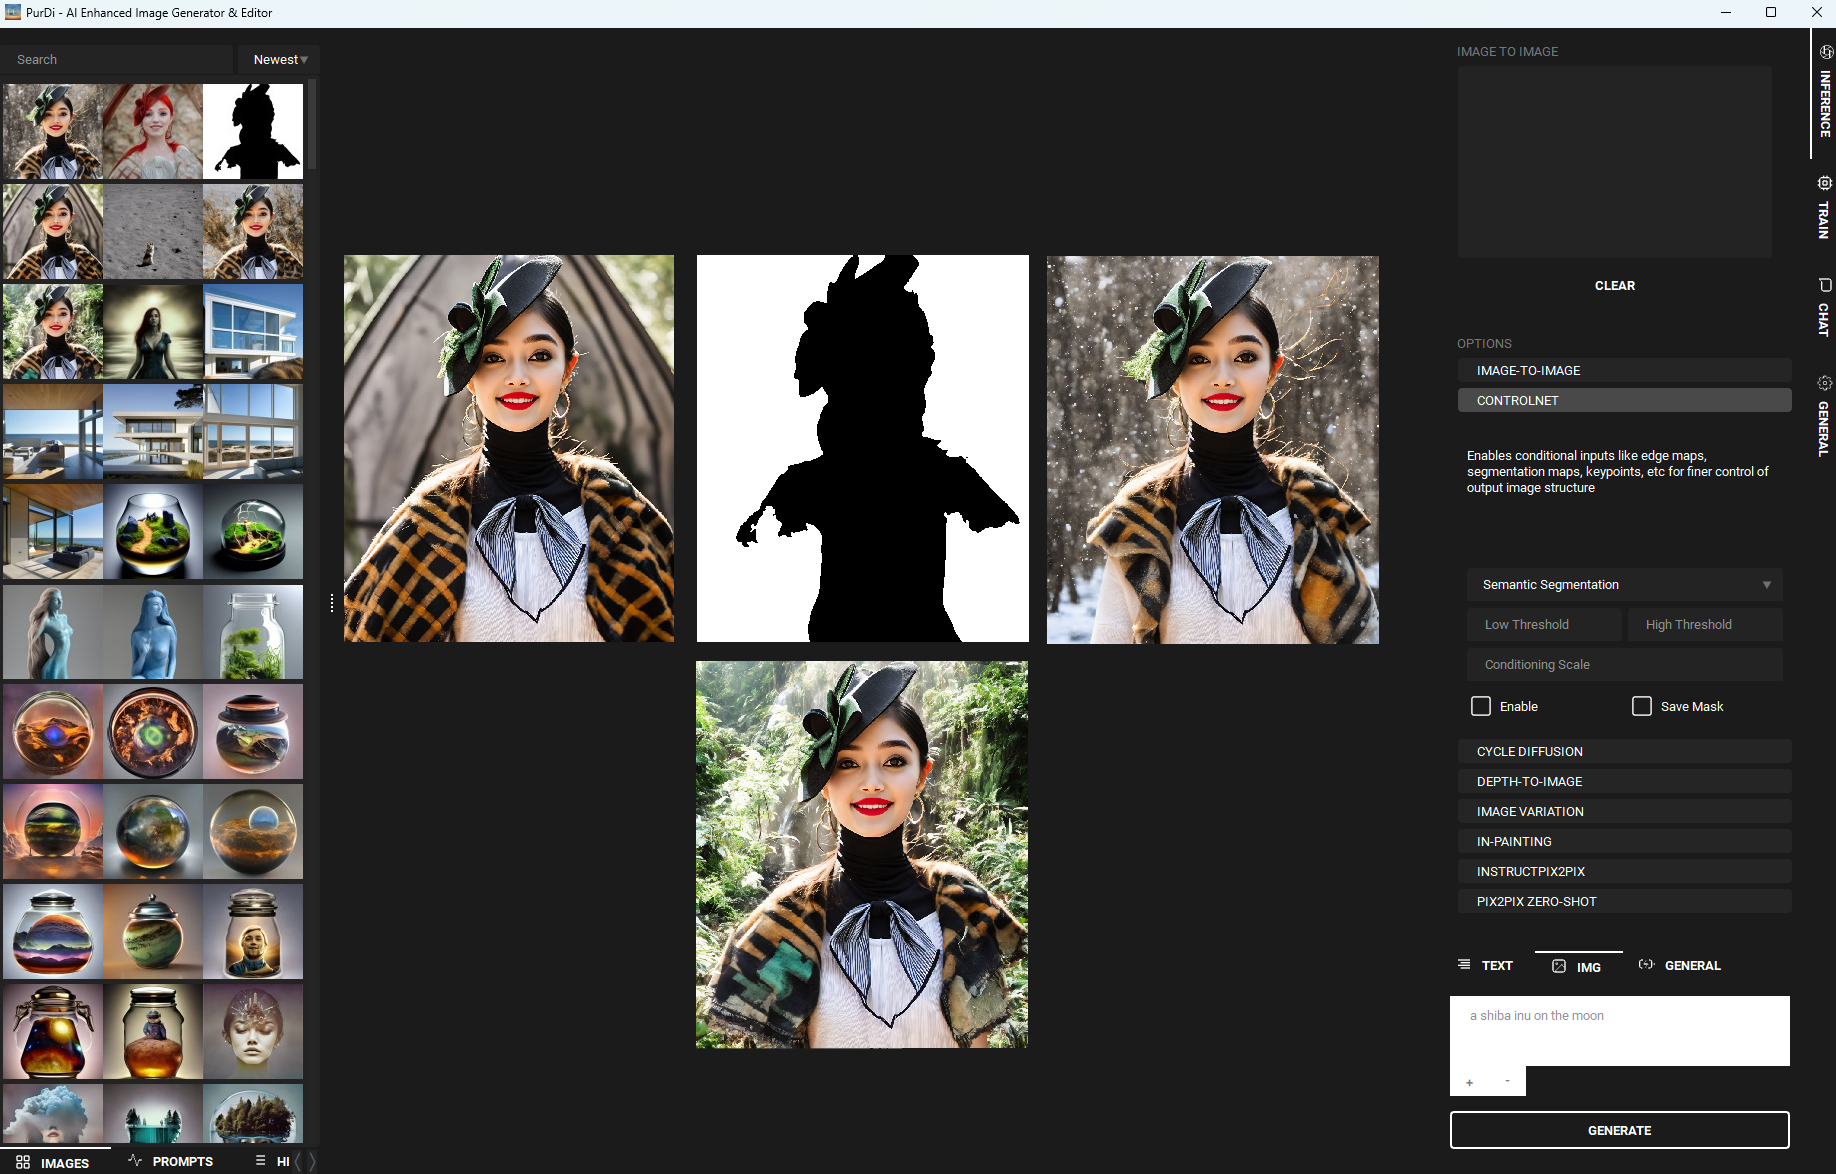 PurDi - AI Enhanced Image Generator & Editor
Search
Newest
IMAGE TO IMAGE
CLEAR
OPTIONS
IMAGE-TO-IMAGE
CONTROLNET
Enables conditional inputs like edge maps,
segmentation maps, keypoints, etc for finer control of
output image structure
Semantic Segmentation
Low Threshold
High Threshold
Conditioning Scale
Enable
Save Mask
CYCLE DIFFUSION
DEPTH-TO-IMAGE
IMAGE VARIATION
IN-PAINTING
INSTRUCTPIX2PIX
PIX2PIX ZERO-SHOT
TEXT
IMG
GENERAL
a shiba inu on the moon
+
-
GENERATE
INFERENCE
TRAIN
CHAT
GENERAL
IMAGES
PROMPTS
HI